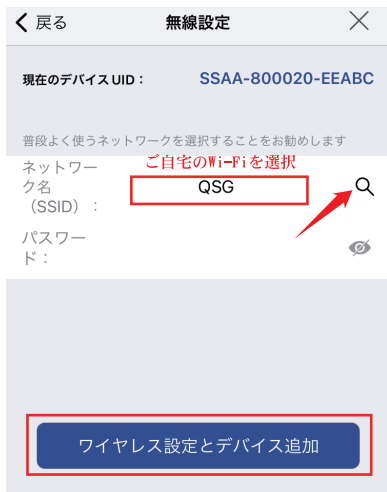 戻る 無線設定
現在のデバイス UID： SSAA-800020-EEABC
普段よく使うネットワークを選択することをお勧めします
ご自宅のWi-Fiを選択
ネットワー
ク名
（SSID）：
QSG
パスワー
ド：
ワイヤレス設定とデバイス追加